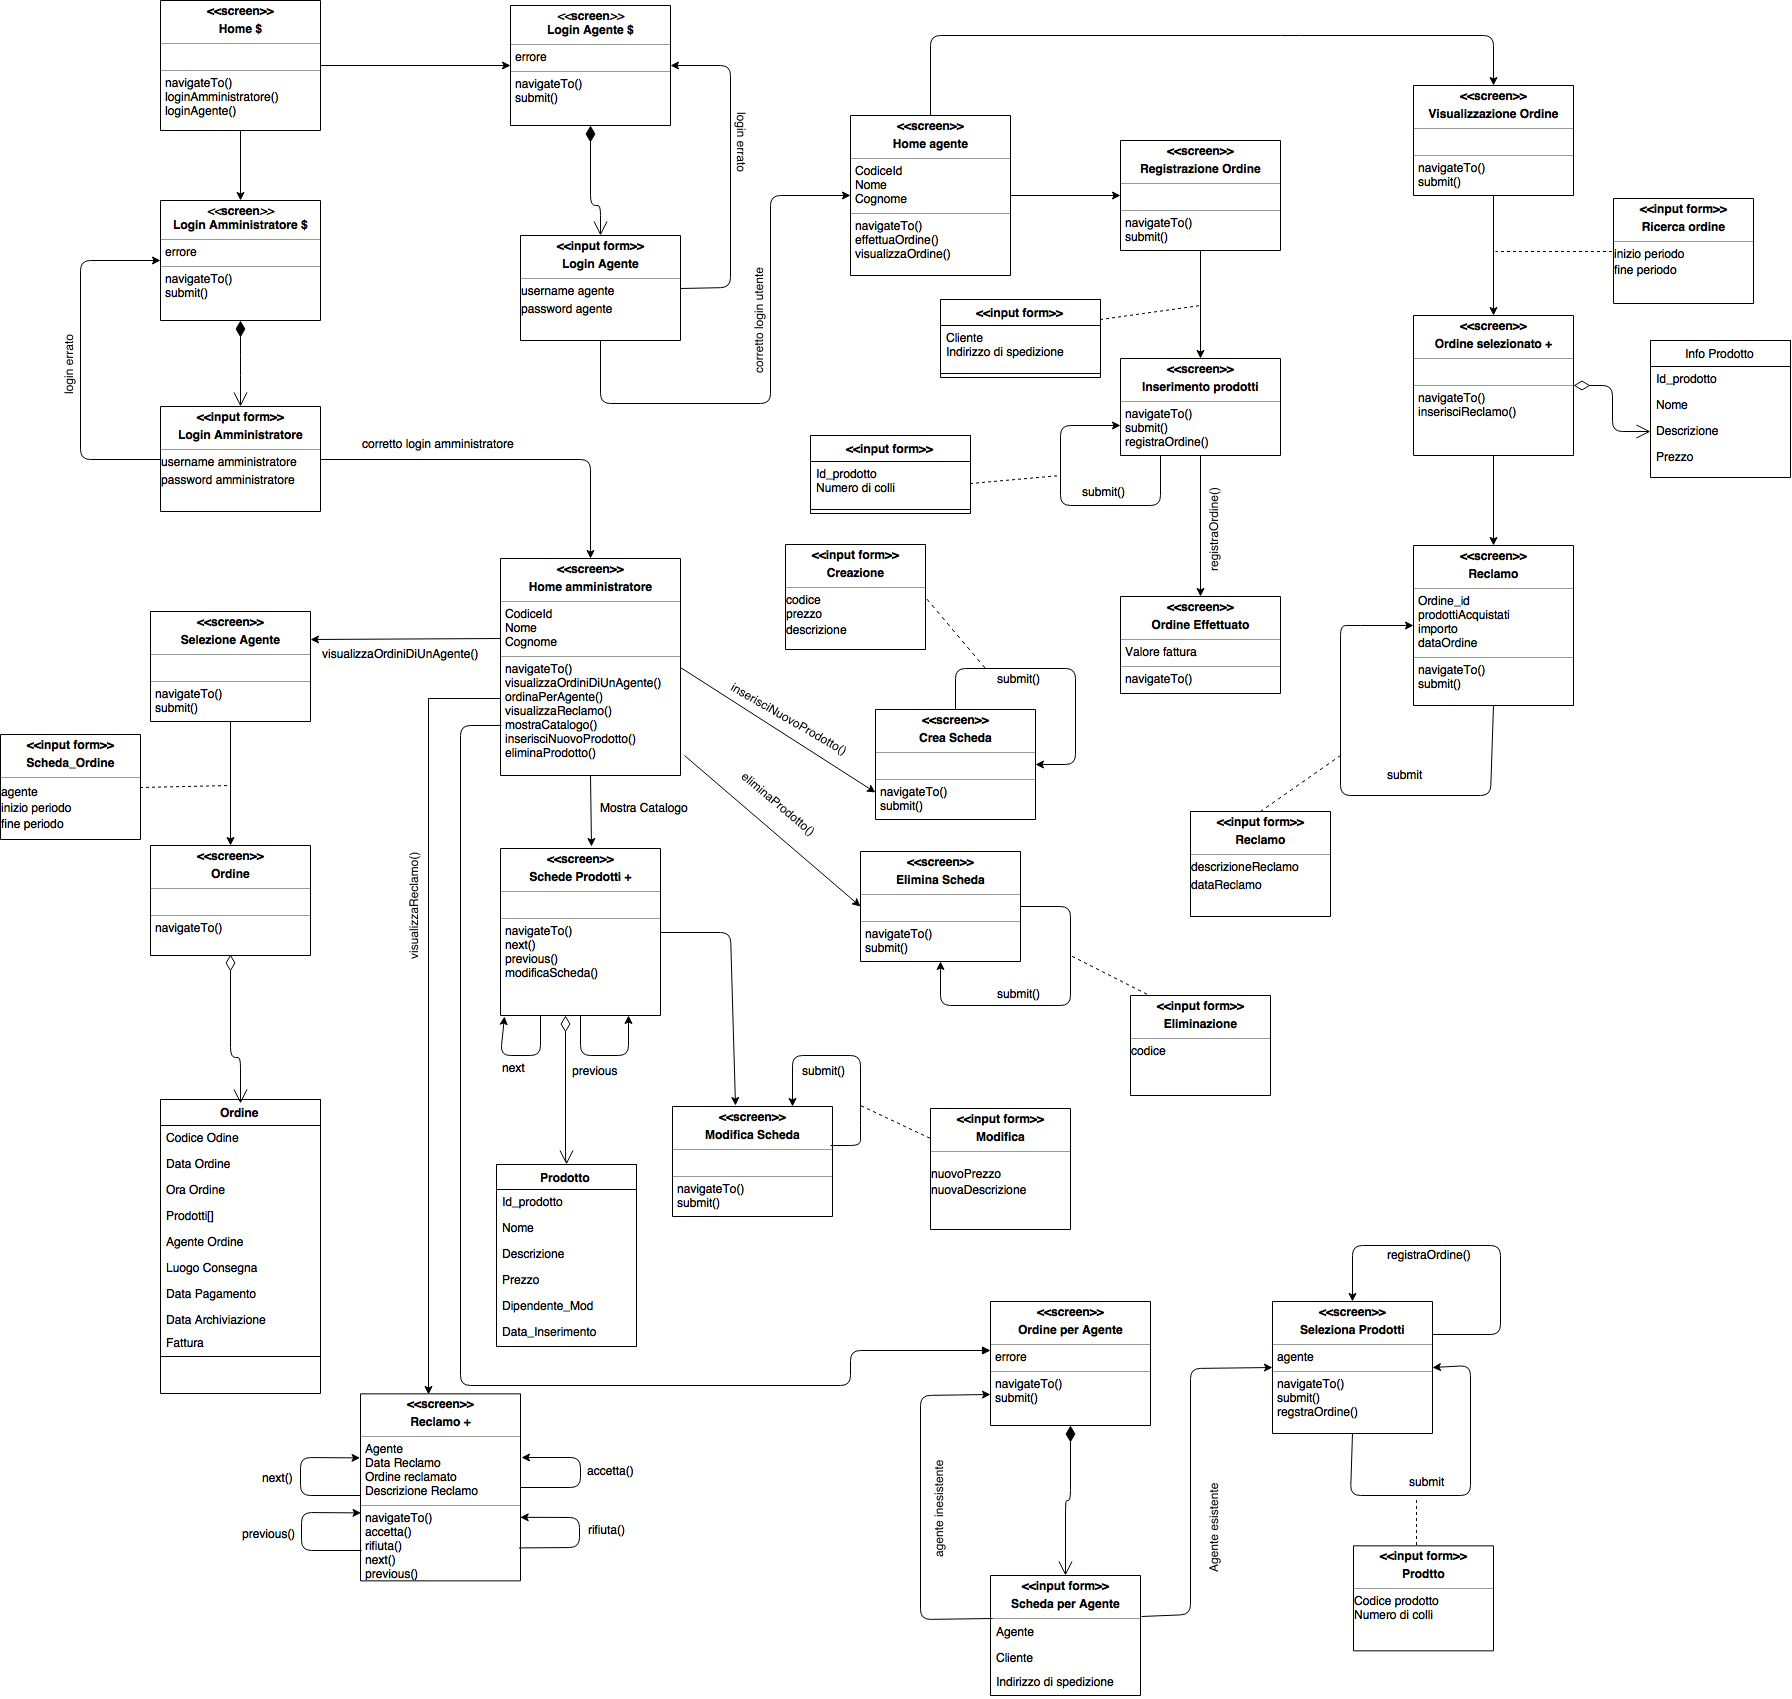 <<screen>>
Home $
navigateTo()
loginAmministratore()
loginAgente()
<<screen>>
Login Agente $
errore
navigateTo()
submit()
login errato
<<screen>>
Login Amministratore $
errore
navigateTo()
submit()
login errato
<<input form>>
Login Agente
username agente
password agente
corretto login utente
<<input form>>
Login Amministratore
username amministratore
password amministratore
corretto login amministratore
<<screen>>
Home agente
CodiceId
Nome
Cognome
navigateTo()
effettuaOrdine()
visualizzaOrdine()
<<screen>>
Registrazione Ordine
navigateTo()
submit()
<<screen>>
Visualizzazione Ordine
navigateTo()
submit()
<<input form>>
Ricerca ordine
inizio periodo
fine periodo
<<input form>>
Cliente
Indirizzo di spedizione
<<screen>>
Inserimento prodotti
navigateTo()
submit()
registraOrdine()
<<screen>>
Ordine selezionato +
navigateTo()
inserisciReclamo()
Info Prodotto
Id_prodotto
Nome
Descrizione
Prezzo
<<input form>>
Id_prodotto
Numero di colli
submit()
registraOrdine()
<<screen>>
Home amministratore
CodiceId
Nome
Cognome
navigateTo()
visualizzaOrdiniDiUnAgente()
ordinaPerAgente()
visualizzaReclamo()
mostraCatalogo()
inserisciNuovoProdotto()
eliminaProdotto()
<<input form>>
Creazione
codice
prezzo
descrizione
<<screen>>
Ordine Effettuato
Valore fattura
navigateTo()
<<screen>>
Reclamo
Ordine_id
prodottiAcquistati
importo
dataOrdine
navigateTo()
submit()
<<screen>>
Selezione Agente
navigateTo()
submit()
visualizzaOrdiniDiUnAgente()
inserisciNuovoProdotto()
submit()
<<screen>>
Crea Scheda
navigateTo()
submit()
submit
<<input form>>
Scheda_Ordine
agente
inizio periodo
fine periodo
Mostra Catalogo
eliminaProdotto()
<<input form>>
Reclamo
descrizioneReclamo
dataReclamo
<<screen>>
Ordine
navigateTo()
visualizzaReclamo()
<<screen>>
Schede Prodotti +
navigateTo()
next()
previous()
modificaScheda()
<<screen>>
Elimina Scheda
navigateTo()
submit()
submit()
<<input form>>
Eliminazione
codice
next
previous
submit()
<<screen>>
Modifica Scheda
navigateTo()
submit()
<<input form>>
Modifica
nuovoPrezzo
nuovaDescrizione
Ordine
Codice Odine
Data Ordine
Ora Ordine
Prodotti[]
Agente Ordine
Luogo Consegna
Data Pagamento
Data Archiviazione
Fattura
Prodotto
Id_prodotto
Nome
Descrizione
Prezzo
Dipendente_Mod
Data_Inserimento
<<screen>>
Ordine per Agente
errore
navigateTo()
submit()
registraOrdine()
<<screen>>
Seleziona Prodotti
agente
navigateTo()
submit()
regstraOrdine()
<<screen>>
Reclamo +
Agente
Data Reclamo
Ordine reclamato
Descrizione Reclamo
navigateTo()
accetta()
rifiuta()
next()
previous()
next()
previous()
accetta()
rifiuta()
agente inesistente
Agente esistente
submit
<<input form>>
Prodtto
Codice prodotto
Numero di colli
<<input form>>
Scheda per Agente
Agente
Cliente
Indirizzo di spedizione